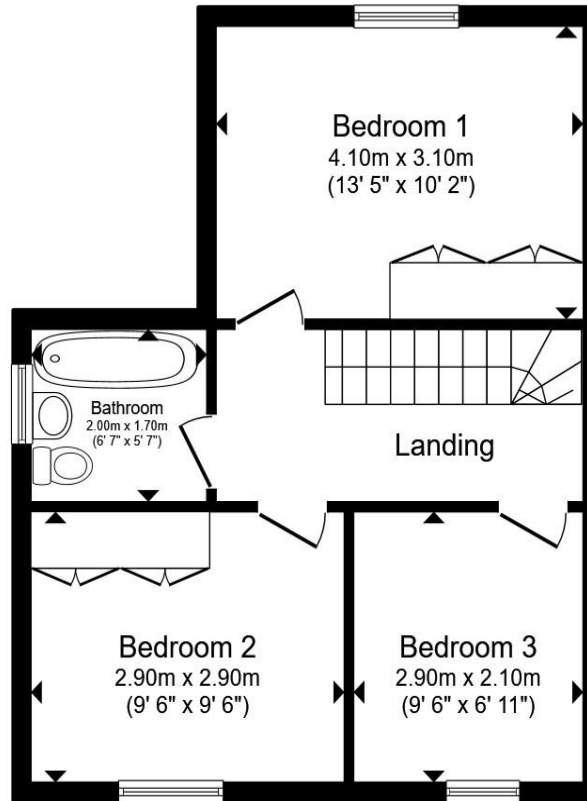 Bedroom 1
4.10m x 3.10m
(13' 5" x 10' 2")
Bathroom
2.00m x 1.70m
(6' 7" x 5' 7")
Landing
Bedroom 2
2.90m x 2.90m
(9' 6" x 9' 6")
Bedroom 3
2.90m x 2.10m
(9' 6" x 6' 11")